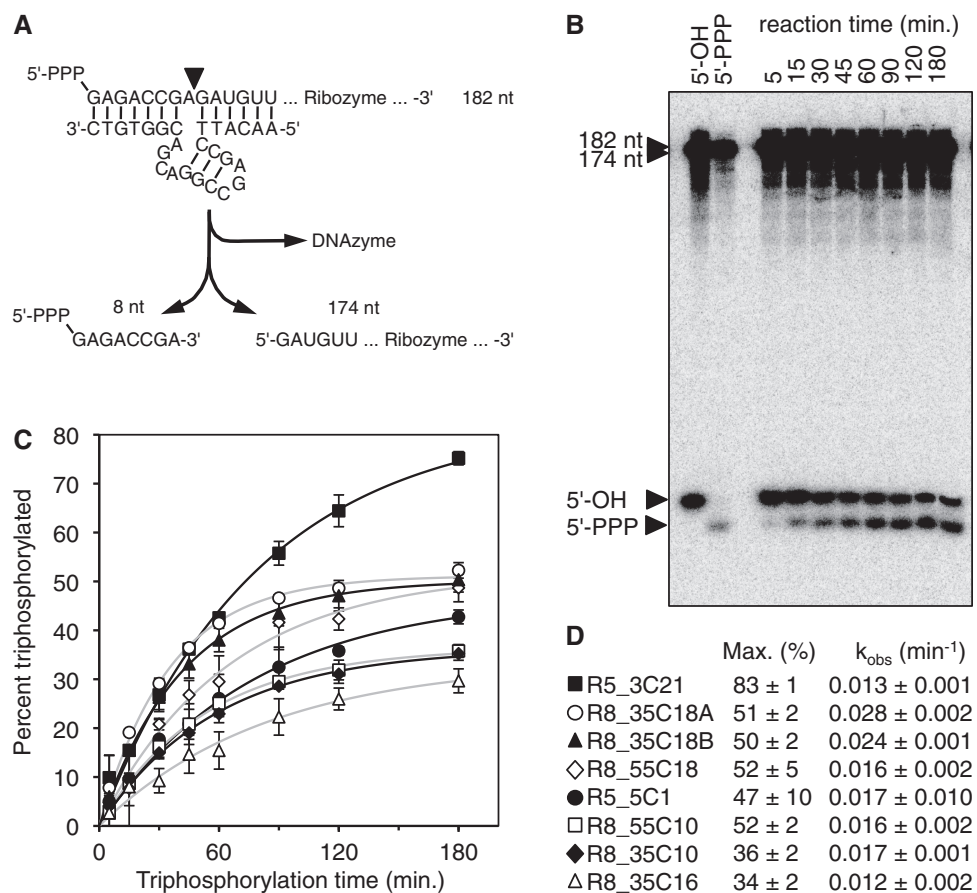 A
5'-PPP
GAGACCGAGAUGUU ... Ribozyme ... -3' 182 nt
3'-CTGTGGC TTACAA-5'
GACGACCGGCCGAGCC
DNAzyme
8 nt 174 nt
5'-PPP
GAGACCGA-3' 5'-GAUGUU ... Ribozyme ... -3'
B
reaction time (min.)
5'-OH 5'-PPP 5 15 30 45 60 90 120 180
182 nt
174 nt
5'-OH
5'-PPP
C
Percent triphosphorylated
80
70
60
50
40
30
20
10
0
0 60 120 180
Triphosphorylation time (min.)
D
Max. (%) kobs (min-1)
R5_3C21 83 ± 1 0.013 ± 0.001
R8_35C18A 51 ± 2 0.028 ± 0.002
R8_35C18B 50 ± 2 0.024 ± 0.001
R8_55C18 52 ± 5 0.016 ± 0.002
R5_5C1 47 ± 10 0.017 ± 0.010
R8_55C10 52 ± 2 0.016 ± 0.002
R8_35C10 36 ± 2 0.017 ± 0.001
R8_35C16 34 ± 2 0.012 ± 0.002